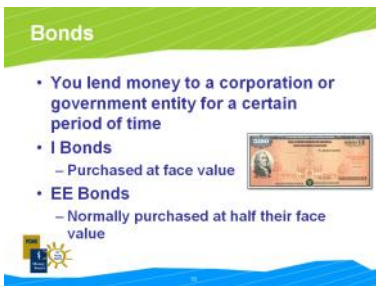 Bonds
• You lend money to a corporation or
government entity for a certain
period of time
• I Bonds
– Purchased at face value
• EE Bonds
– Normally purchased at half their face
value